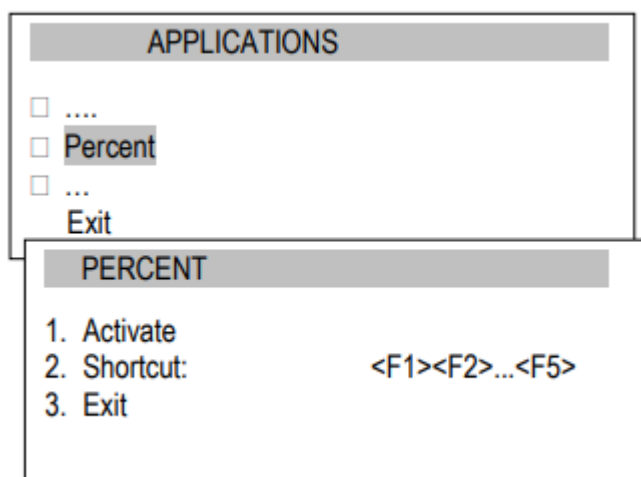 APPLICATIONS
□ ....
□ Percent
□ ...
Exit
PERCENT
1. Activate
2. Shortcut: <F1><F2>...<F5>
3. Exit